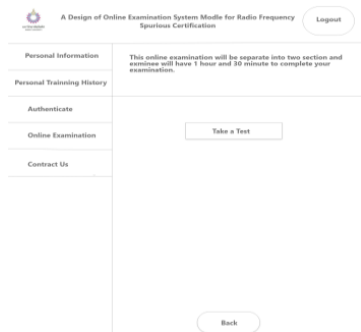 A Design of Online Examination System Modle for Radio Frequency
Spurious Certification
Logout
Personal Information
Personal Trainning History
Authenticate
Online Examination
Contract Us
This online examination will be separate into two section and
exminee will have 1 hour and 30 minute to complete your
examination.
Take a Test
Back